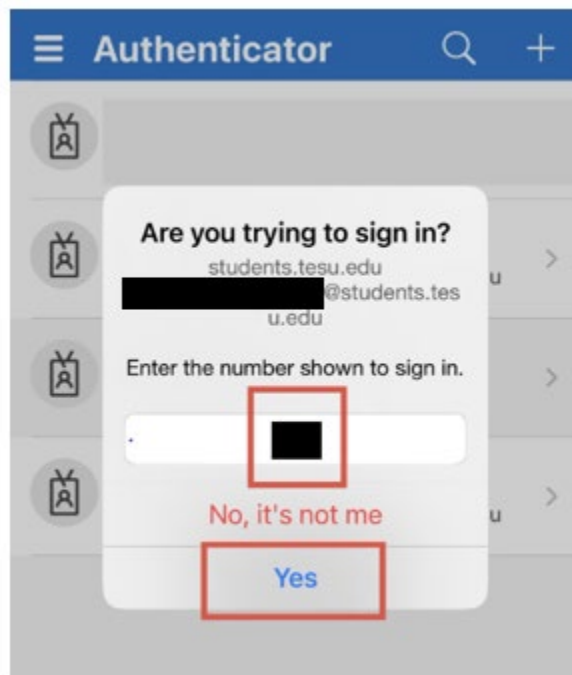 Authenticator
Are you trying to sign in?
students.tesu.edu
@students.tes
u.edu
u
Enter the number shown to sign in.
No, it's not me
u
Yes